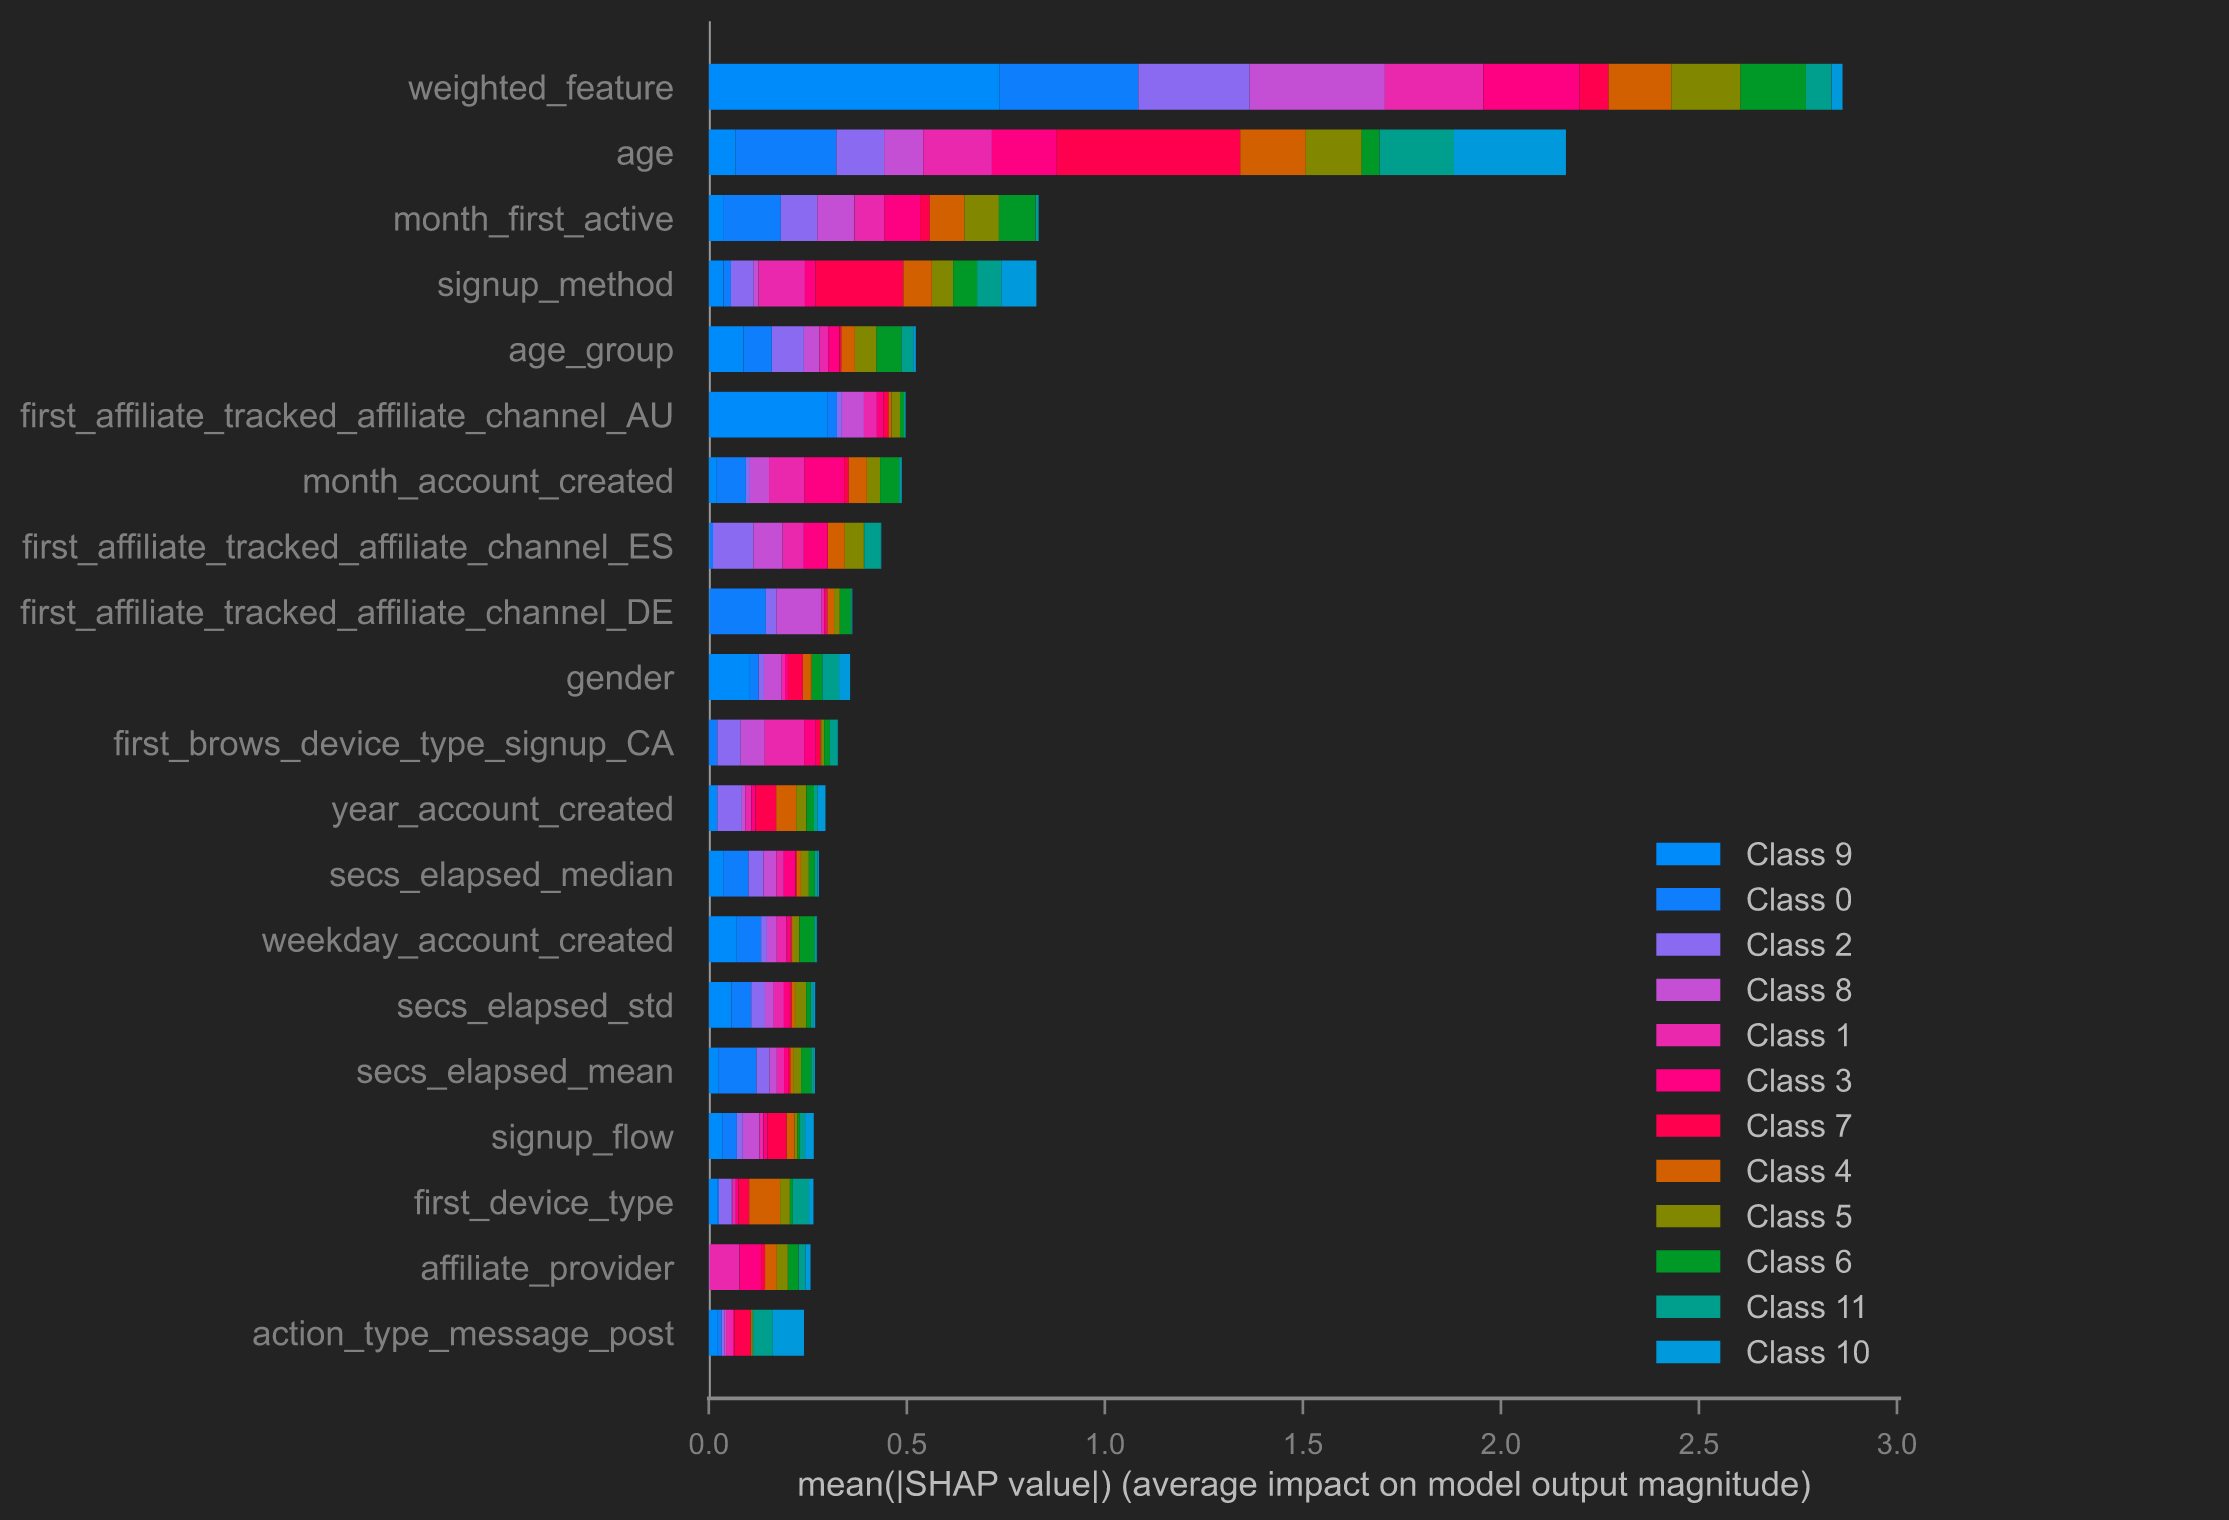 weighted_feature
age
month_first_active
signup_method
age_group
first_affiliate_tracked_affiliate_channel_AU
month_account_created
first_affiliate_tracked_affiliate_channel_ES
first_affiliate_tracked_affiliate_channel_DE
gender
first_brows_device_type_signup_CA
year_account_created
secs_elapsed_median
weekday_account_created
secs_elapsed_std
secs_elapsed_mean
signup_flow
first_device_type
affiliate_provider
action_type_message_post
Class 9
Class 0
Class 2
Class 8
Class 1
Class 3
Class 7
Class 4
Class 5
Class 6
Class 11
Class 10
0.0 0.5 1.0 1.5 2.0 2.5 3.0
mean(|SHAP value|) (average impact on model output magnitude)